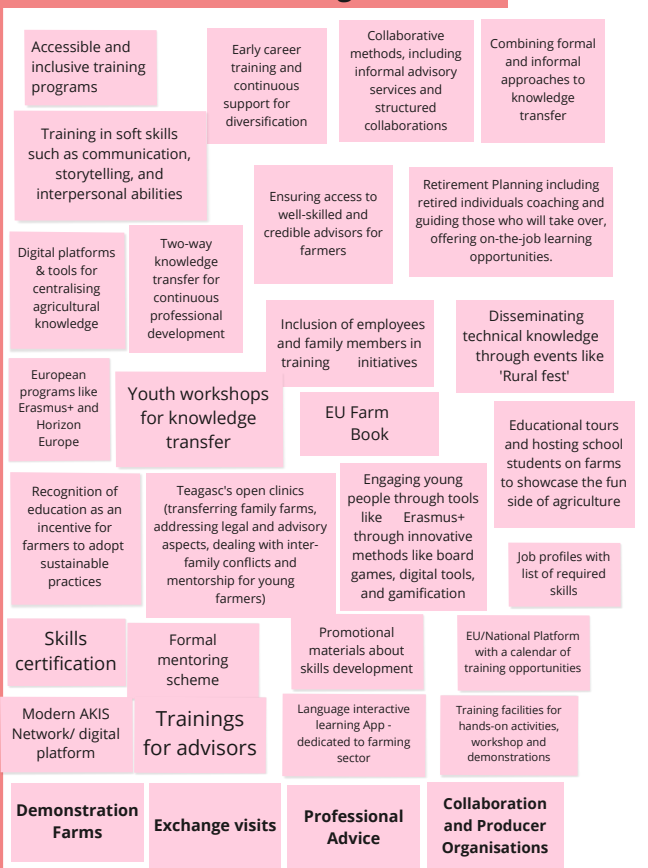 Accessible and
inclusive training
programs
Early career
training and
continuous
support for
diversification
Collaborative
methods, including
informal advisory
services and
structured
collaborations
Combining formal
and informal
approaches to
knowledge
transfer
Training in soft skills
such as communication,
storytelling, and
interpersonal abilities
Ensuring access to
well-skilled and
credible advisors for
farmers
Retirement Planning including
retired individuals coaching and
guiding those who will take over,
offering on-the-job learning
opportunities.
Digital platforms
& tools for
centralising
agricultural
knowledge
Two-way
knowledge
transfer for
continuous
professional
development
Inclusion of employees
and family members in
training initiatives
Disseminating
technical knowledge
through events like
'Rural fest'
European
programs like
Erasmus+ and
Horizon
Europe
Youth workshops
for knowledge
transfer
EU Farm
Book
Educational tours
and hosting school
students on farms
to showcase the fun
side of agriculture
Recognition of
education as an
incentive for
farmers to adopt
sustainable
practices
Teagasc's open clinics
(transferring family farms,
addressing legal and advisory
aspects, dealing with inter-
family conflicts and
mentorship for young
farmers)
Engaging young
people through tools
like Erasmus+
through innovative
methods like board
games, digital tools,
and gamification
Job profiles with
list of required
skills
Skills
certification
Formal
mentoring
scheme
Promotional
materials about
skills development
EU/National Platform
with a calendar of
training opportunities
Modern AKIS
Network/ digital
platform
Trainings
for advisors
Language interactive
learning App -
dedicated to farming
sector
Training facilities for
hands-on activities,
workshop and
demonstrations
Demonstration
Farms
Exchange visits
Professional
Advice
Collaboration
and Producer
Organisations